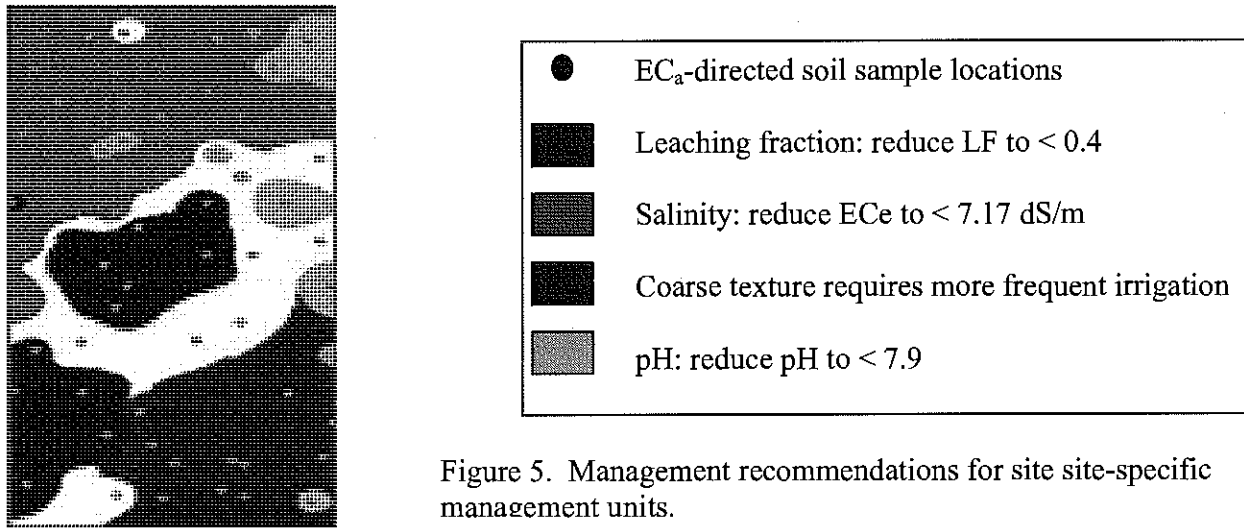 ECₐ-directed soil sample locations
Leaching fraction: reduce LF to < 0.4
Salinity: reduce ECe to < 7.17 dS/m
Coarse texture requires more frequent irrigation
pH: reduce pH to < 7.9
Figure 5.  Management recommendations for site site-specific
management units.